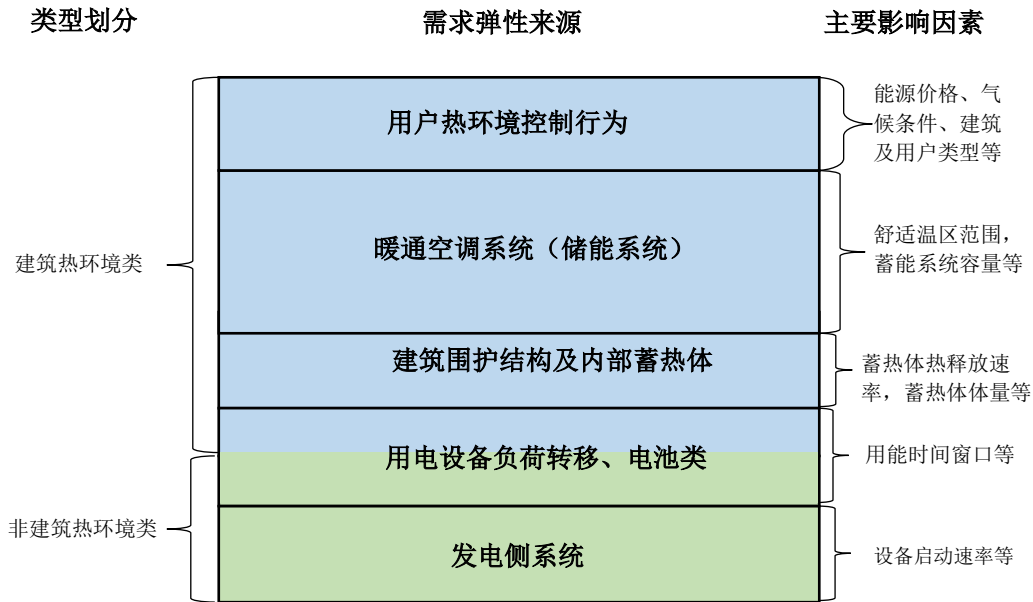 类型划分
需求弹性来源
主要影响因素
用户热环境控制行为
能源价格、气
候条件、建筑
及用户类型等
建筑热环境类
暖通空调系统（储能系统）
舒适温区范围，
蓄能系统容量等
建筑围护结构及内部蓄热体
蓄热体热释放速
率，蓄热体体量等
用电设备负荷转移、电池类
用能时间窗口等
非建筑热环境类
发电侧系统
设备启动速率等